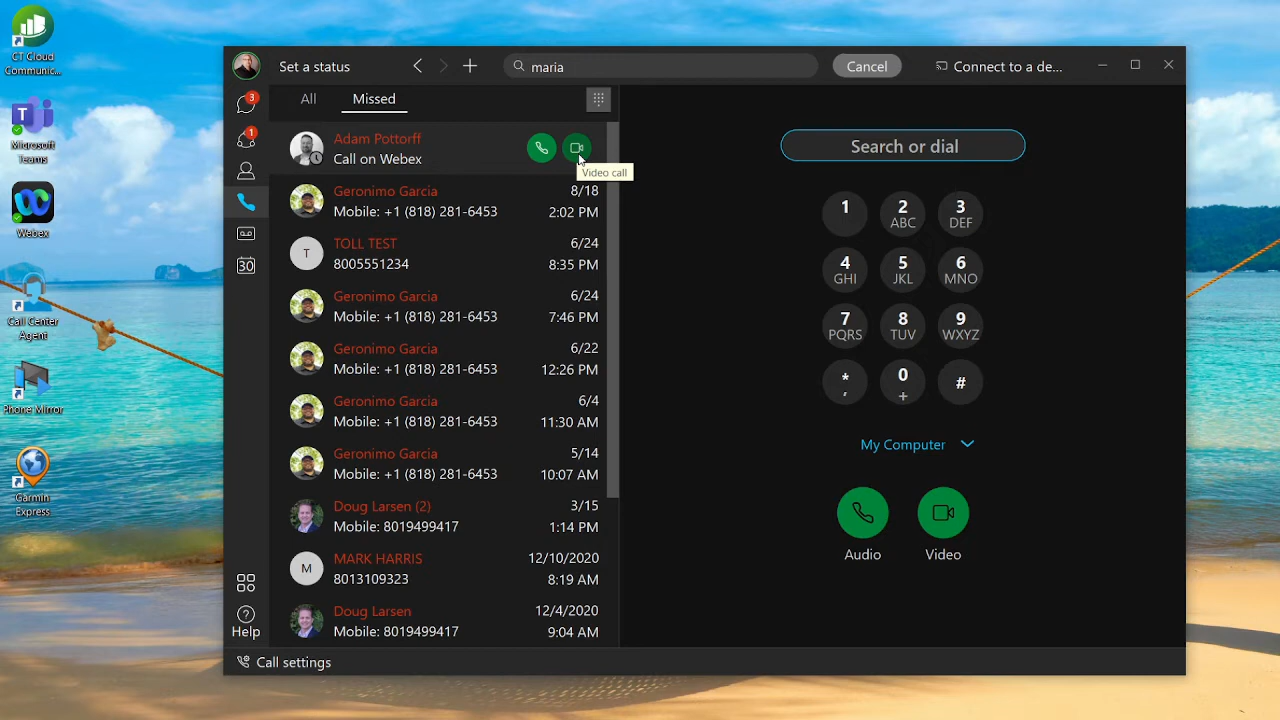 CT Cloud
Communic...
Microsoft
Teams
Webex
Call Center
Agent
Phone Mirror
Garmin
Express
Set a status
maria
Cancel
Connect to a de...
3
1
30
Help
All
Missed
Adam Pottorff
Call on Webex
Video call
Geronimo Garcia 8/18
Mobile: +1 (818) 281-6453 2:02 PM
T
TOLL TEST 6/24
8005551234 8:35 PM
Geronimo Garcia 6/24
Mobile: +1 (818) 281-6453 7:46 PM
Geronimo Garcia 6/22
Mobile: +1 (818) 281-6453 12:26 PM
Geronimo Garcia 6/4
Mobile: +1 (818) 281-6453 11:30 AM
Geronimo Garcia 5/14
Mobile: +1 (818) 281-6453 10:07 AM
Doug Larsen (2) 3/15
Mobile: 8019499417 1:14 PM
M
MARK HARRIS 12/10/2020
8013109323 8:19 AM
Doug Larsen 12/4/2020
Mobile: 8019499417 9:04 AM
Search or dial
1 2 3
ABC DEF
4 5 6
GHI JKL MNO
7 8 9
PQRS TUV WXYZ
* 0 #
, +
My Computer
Audio Video
Call settings